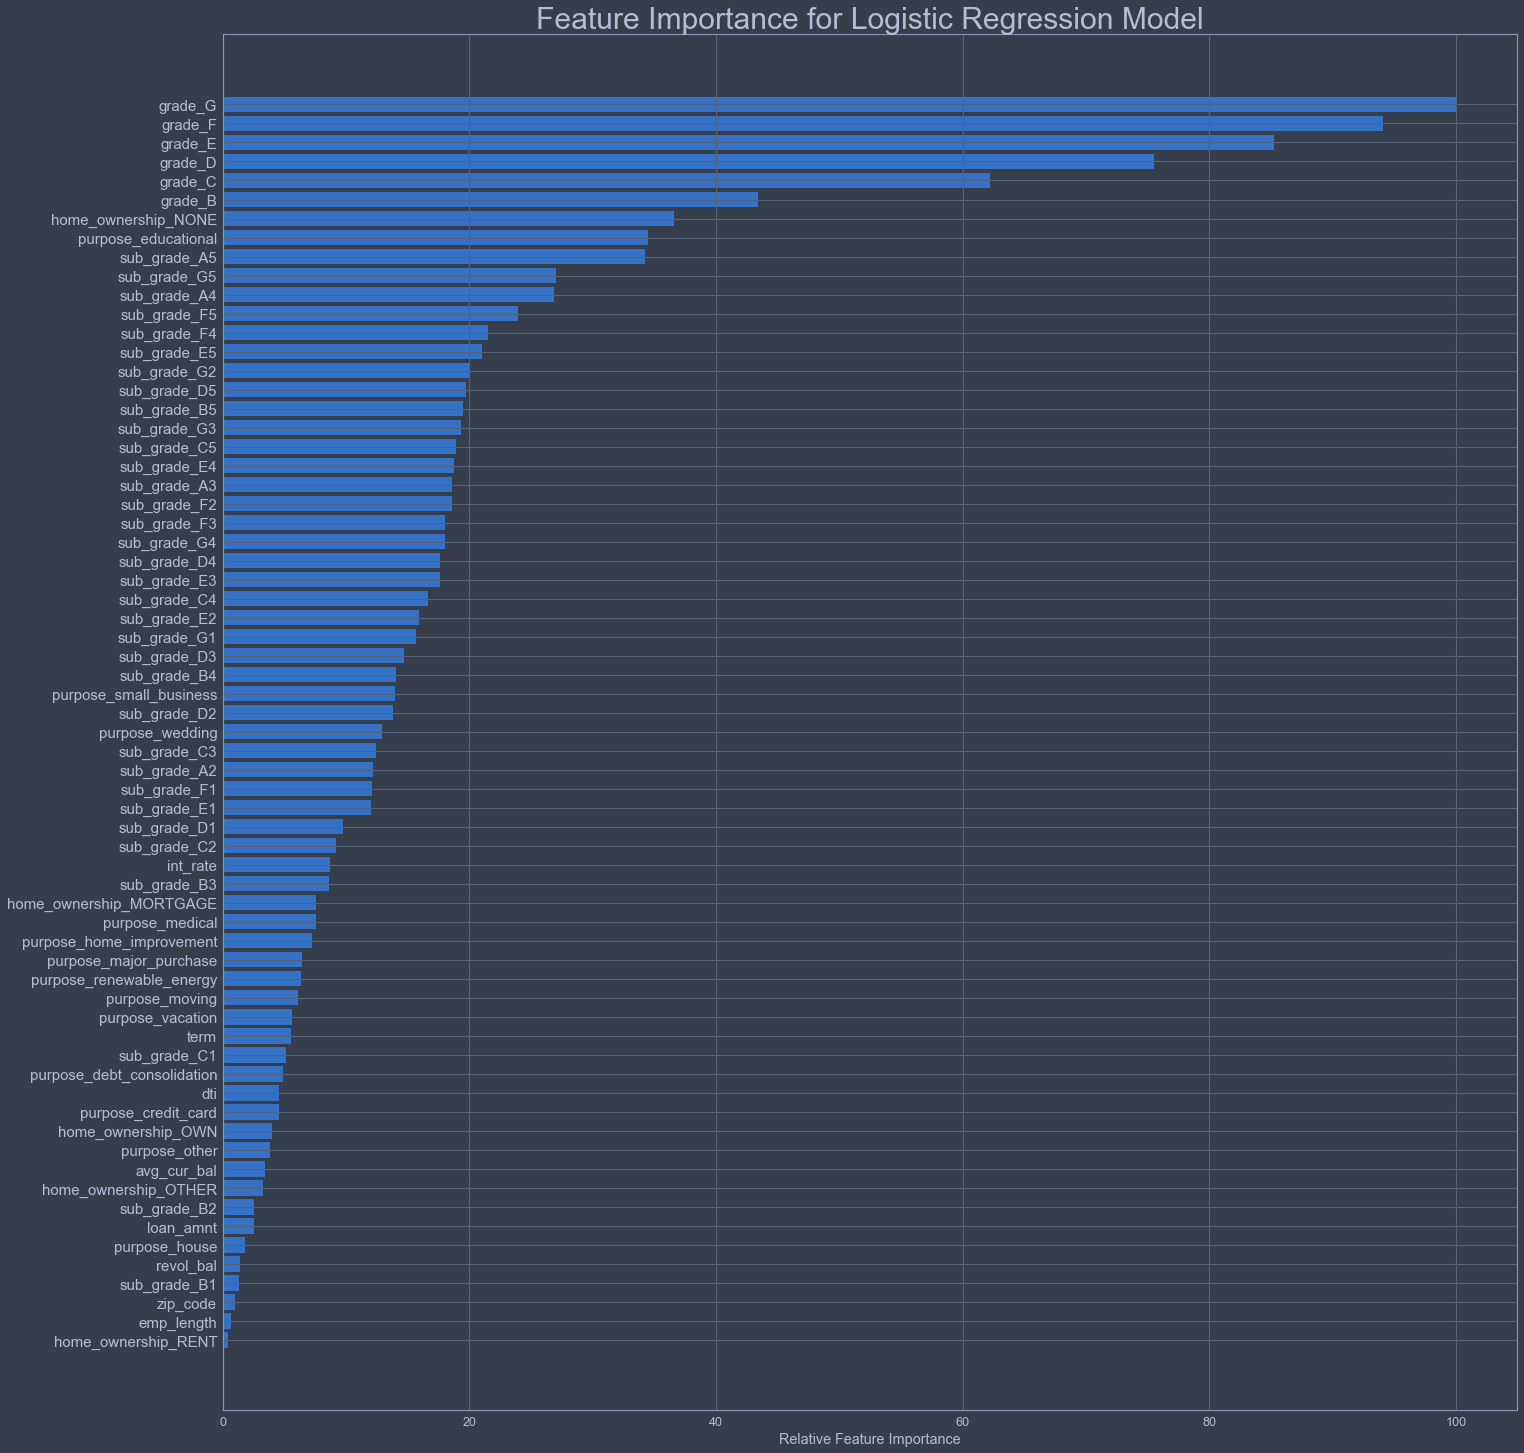 Feature Importance for Logistic Regression Model
grade_G
grade_F
grade_E
grade_D
grade_C
grade_B
home_ownership_NONE
purpose_educational
sub_grade_A5
sub_grade_G5
sub_grade_A4
sub_grade_F5
sub_grade_F4
sub_grade_E5
sub_grade_G2
sub_grade_D5
sub_grade_B5
sub_grade_G3
sub_grade_C5
sub_grade_E4
sub_grade_A3
sub_grade_F2
sub_grade_F3
sub_grade_G4
sub_grade_D4
sub_grade_E3
sub_grade_C4
sub_grade_E2
sub_grade_G1
sub_grade_D3
sub_grade_B4
purpose_small_business
sub_grade_D2
purpose_wedding
sub_grade_C3
sub_grade_A2
sub_grade_F1
sub_grade_E1
sub_grade_D1
sub_grade_C2
int_rate
sub_grade_B3
home_ownership_MORTGAGE
purpose_medical
purpose_home_improvement
purpose_major_purchase
purpose_renewable_energy
purpose_moving
purpose_vacation
term
sub_grade_C1
purpose_debt_consolidation
dti
purpose_credit_card
home_ownership_OWN
purpose_other
avg_cur_bal
home_ownership_OTHER
sub_grade_B2
loan_amnt
purpose_house
revol_bal
sub_grade_B1
zip_code
emp_length
home_ownership_RENT
0 20 40 60 80 100
Relative Feature Importance